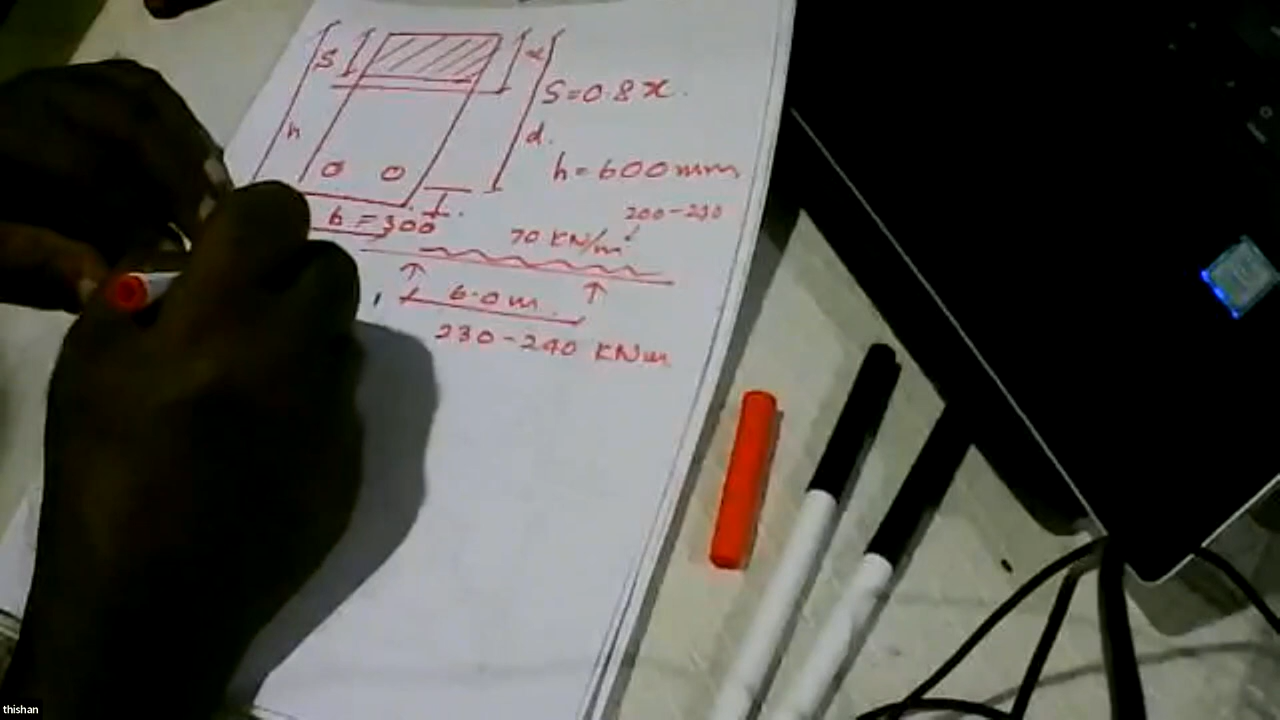 S
x
S=0.8x.
h
d.
h=600mm
b=300
200-230
70 KN/m
6.0m.
230-240 KNm
thishan